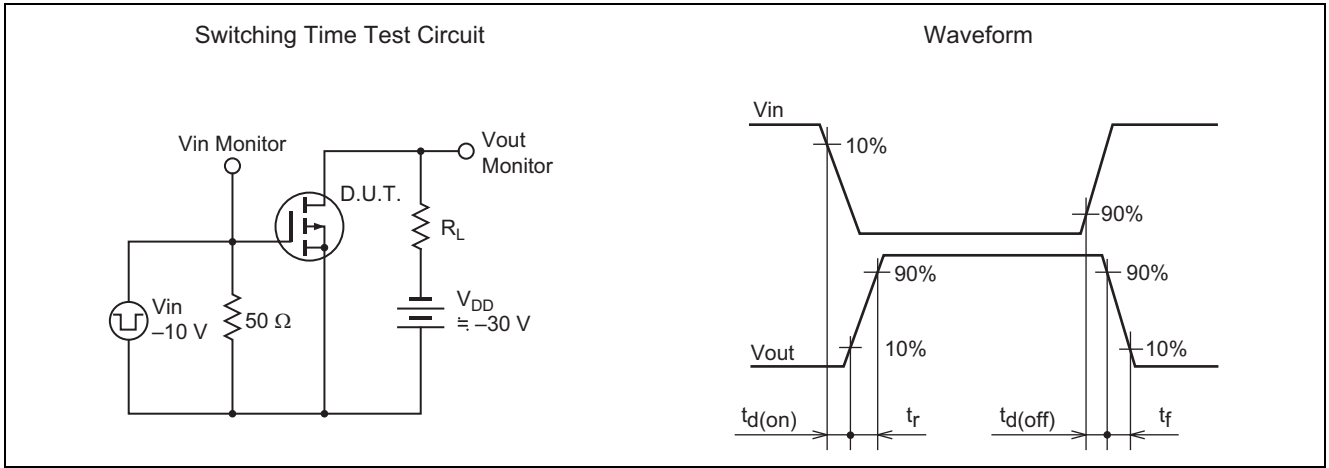 Switching Time Test Circuit
Vin Monitor
Vout
Monitor
D.U.T.
RL
Vin
–10 V
50 Ω
VDD
≒ –30 V
Waveform
Vin
10%
90%
90%
90%
Vout
10%
10%
td(on)
tr
td(off)
tf